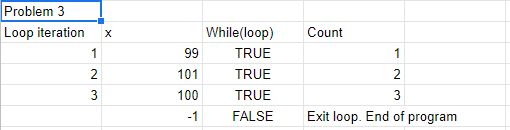 Problem 3
Loop iteration x While(loop) Count
1 99 TRUE 1
2 101 TRUE 2
3 100 TRUE 3
-1 FALSE Exit loop. End of program